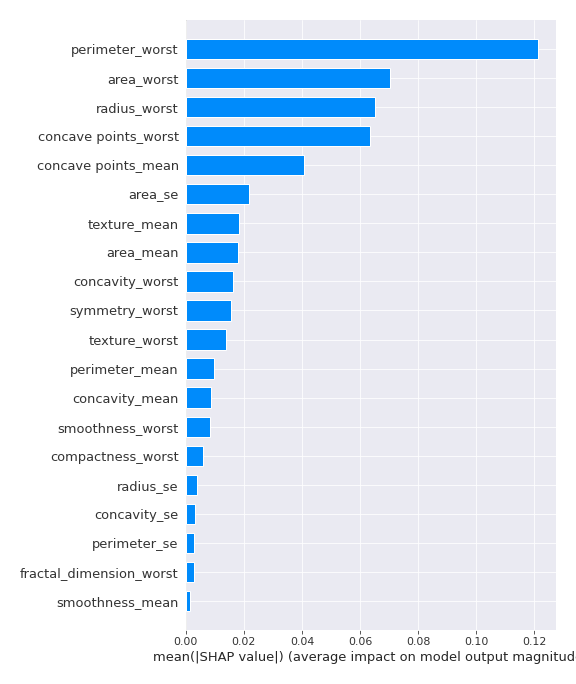 perimeter_worst
area_worst
radius_worst
concave points_worst
concave points_mean
area_se
texture_mean
area_mean
concavity_worst
symmetry_worst
texture_worst
perimeter_mean
concavity_mean
smoothness_worst
compactness_worst
radius_se
concavity_se
perimeter_se
fractal_dimension_worst
smoothness_mean
0.00 0.02 0.04 0.06 0.08 0.10 0.12
mean(|SHAP value|) (average impact on model output magnitud